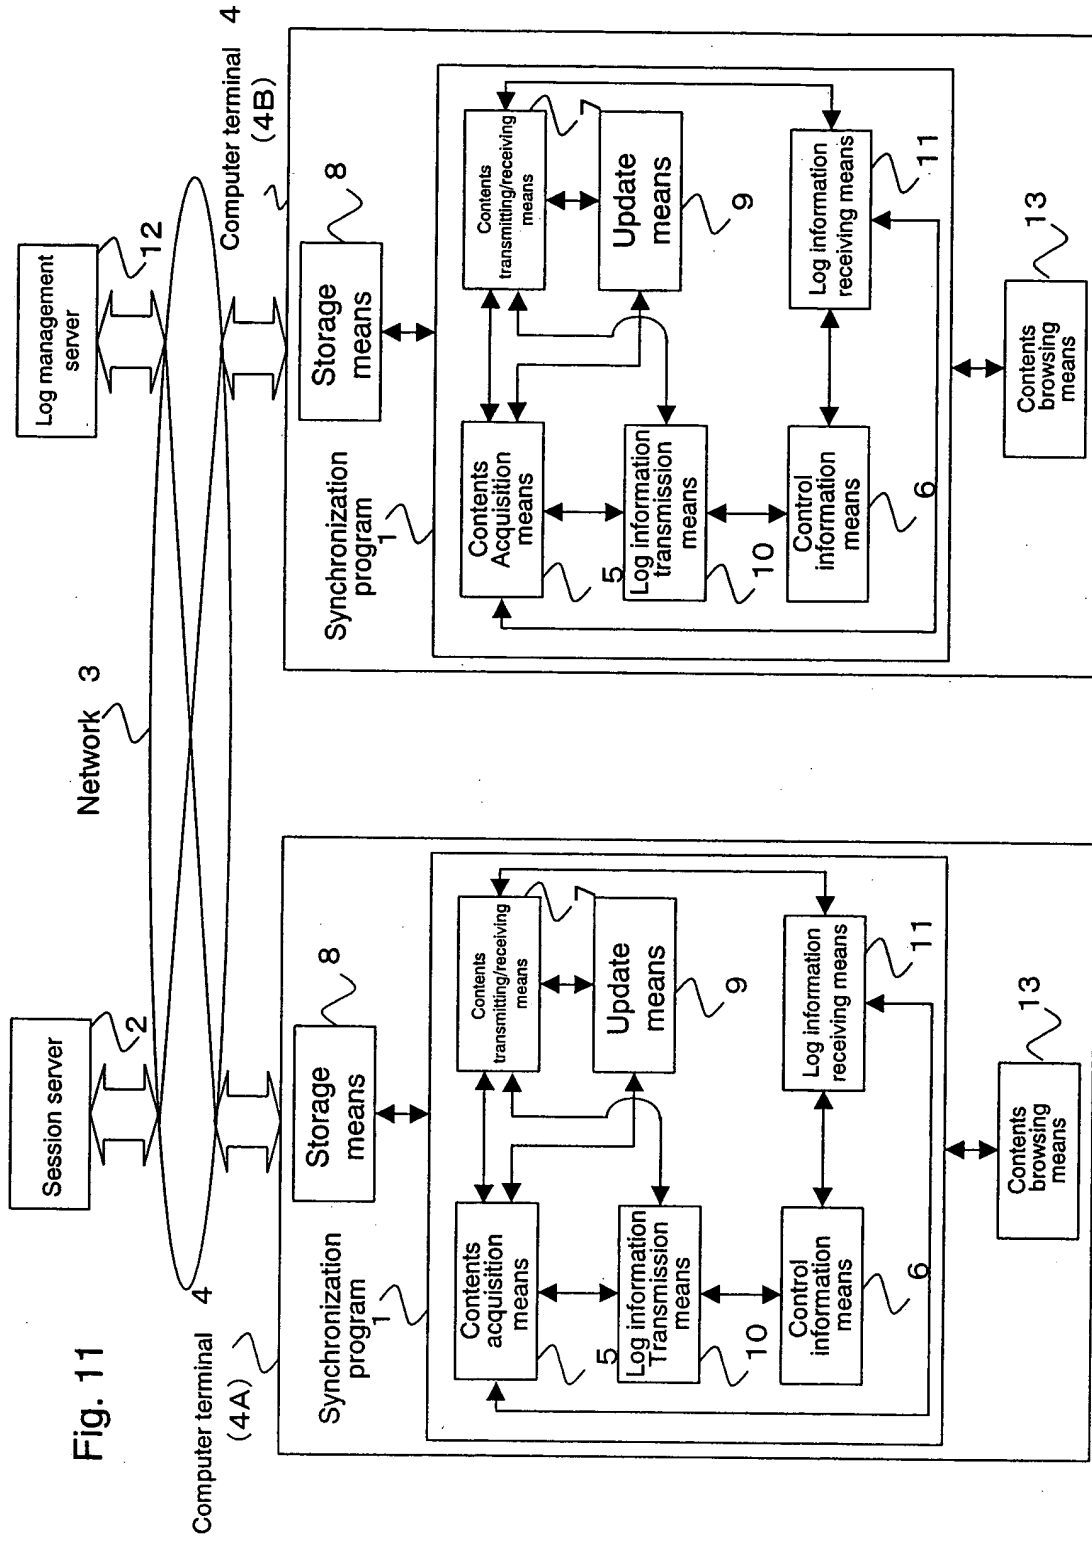 Fig. 11
Session server
2
Network 3
Log management
server
12
Computer terminal 4
(4A)
Synchronization
program
1
Storage
means
8
Contents
acquisition
means
5
Contents
transmitting/receiving
means
7
Log information
Transmission
means
10
Update
means
9
Control
information
means
6
Log information
receiving means
11
Contents
browsing
means
13
Computer terminal 4
(4B)
Synchronization
program
1
Storage
means
8
Contents
Acquisition
means
5
Contents
transmitting/receiving
means
7
Log information
transmission
means
10
Update
means
9
Control
information
means
6
Log information
receiving means
11
Contents
browsing
means
13